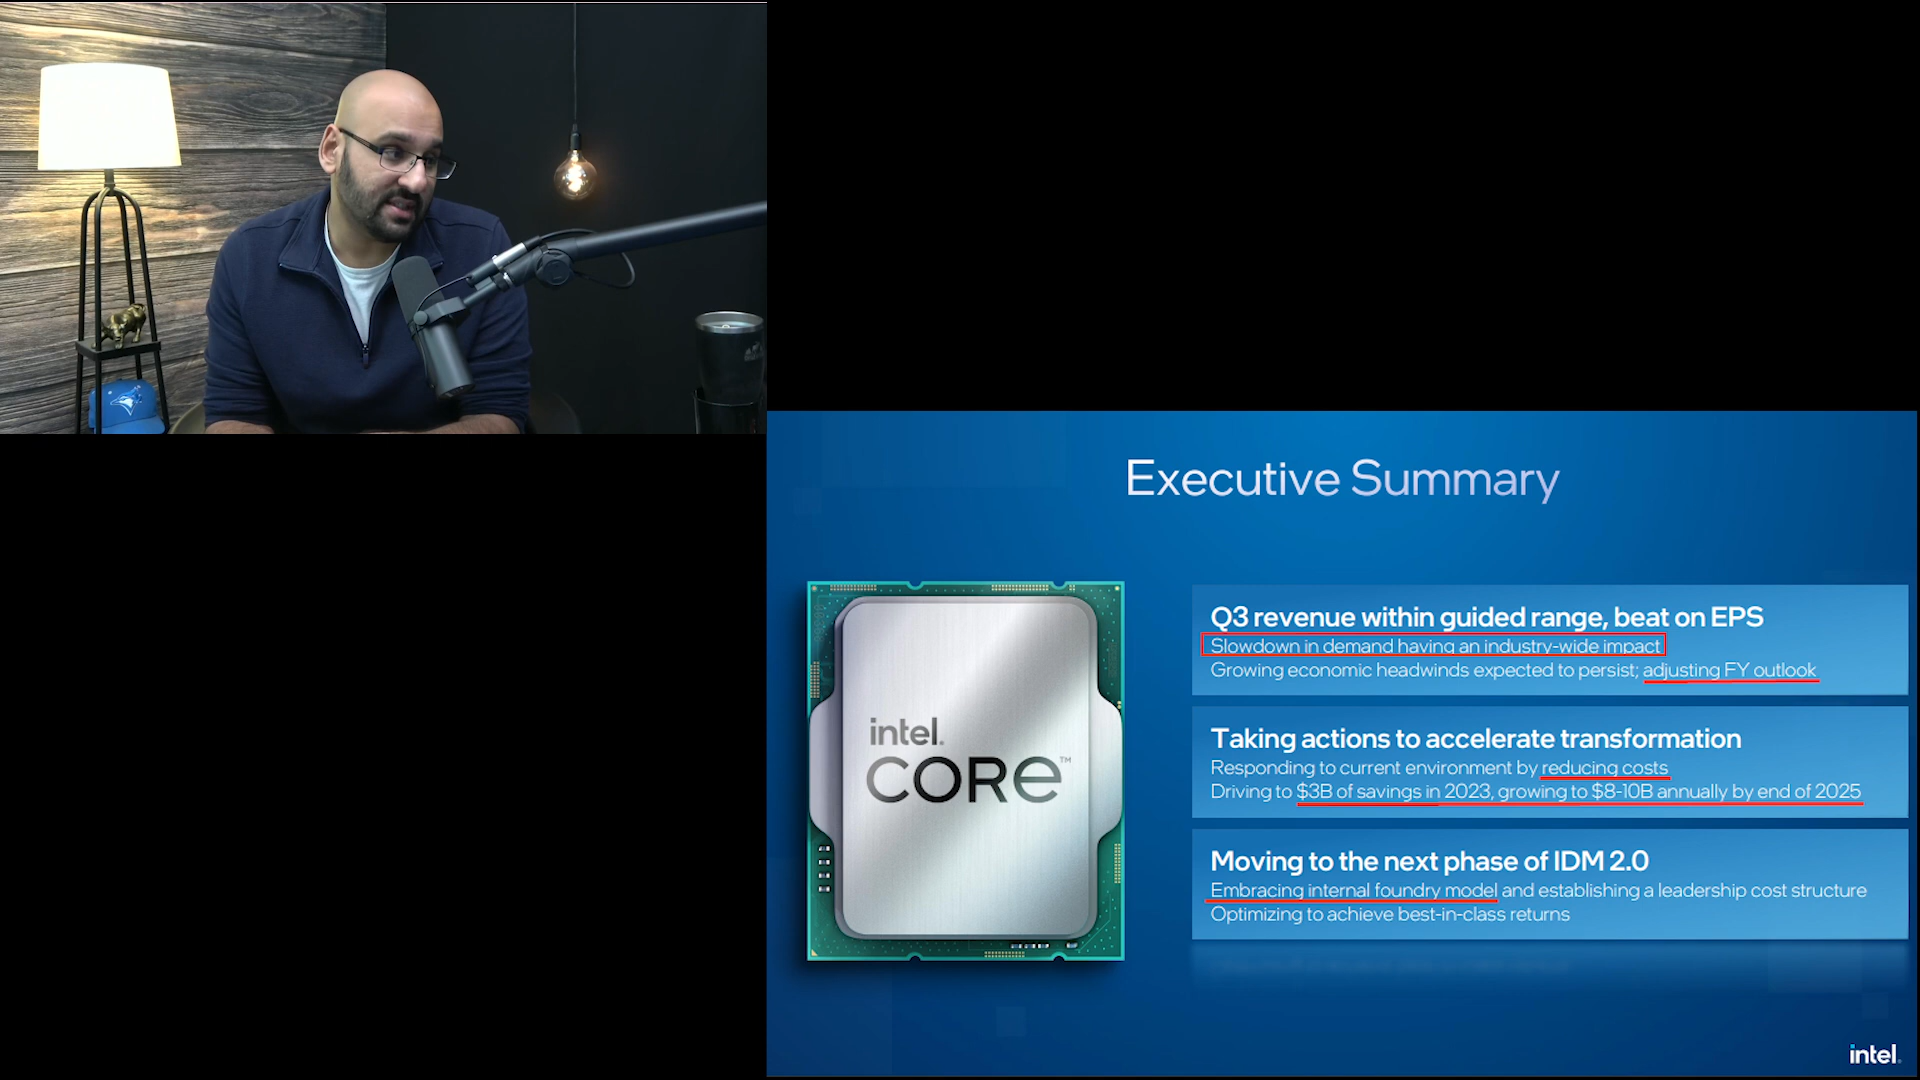 Executive Summary
intel.
CORE™
Q3 revenue within guided range, beat on EPS
Slowdown in demand having an industry-wide impact
Growing economic headwinds expected to persist; adjusting FY outlook
Taking actions to accelerate transformation
Responding to current environment by reducing costs
Driving to $3B of savings in 2023, growing to $8-10B annually by end of 2025
Moving to the next phase of IDM 2.0
Embracing internal foundry model and establishing a leadership cost structure
Optimizing to achieve best-in-class returns
intel.